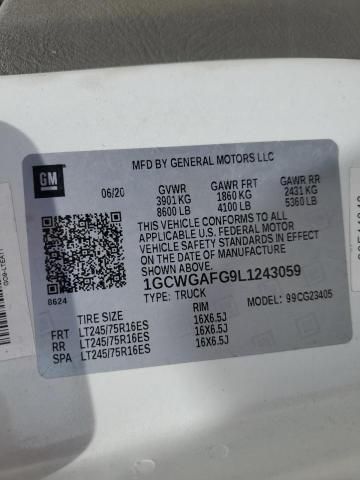 GM
MFD BY GENERAL MOTORS LLC
06/20 GVWR GAWR FRT GAWR RR
3901 KG 1860 KG 2431 KG
8600 LB 4100 LB 5360 LB
THIS VEHICLE CONFORMS TO ALL
APPLICABLE U.S. FEDERAL MOTOR
VEHICLE SAFETY STANDARDS IN
EFFECT ON THE DATE OF
MANUFACTURE SHOWN ABOVE.
8624
1GCWGAFG9L1243059
TYPE: TRUCK
MODEL: 99CG23405
TIRE SIZE RIM
FRT LT245/75R16ES 16X6.5J
RR LT245/75R16ES 16X6.5J
SPA LT245/75R16ES 16X6.5J